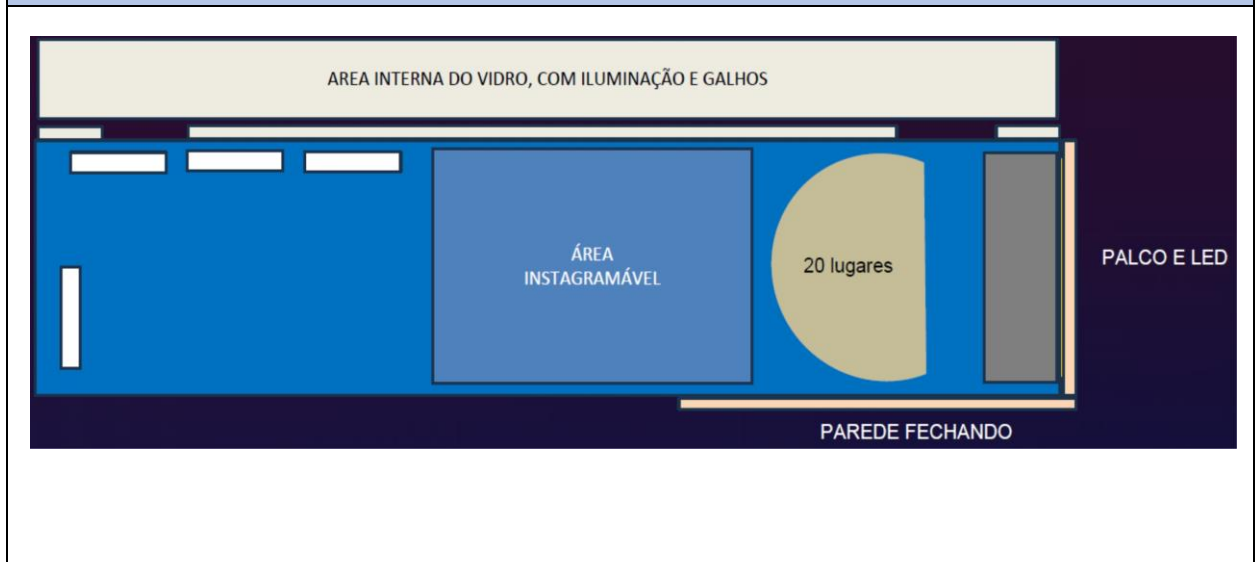 AREA INTERNA DO VIDRO, COM ILUMINAÇÃO E GALHOS
ÁREA
INSTAGRAMÁVEL
20 lugares
PALCO E LED
PAREDE FECHANDO